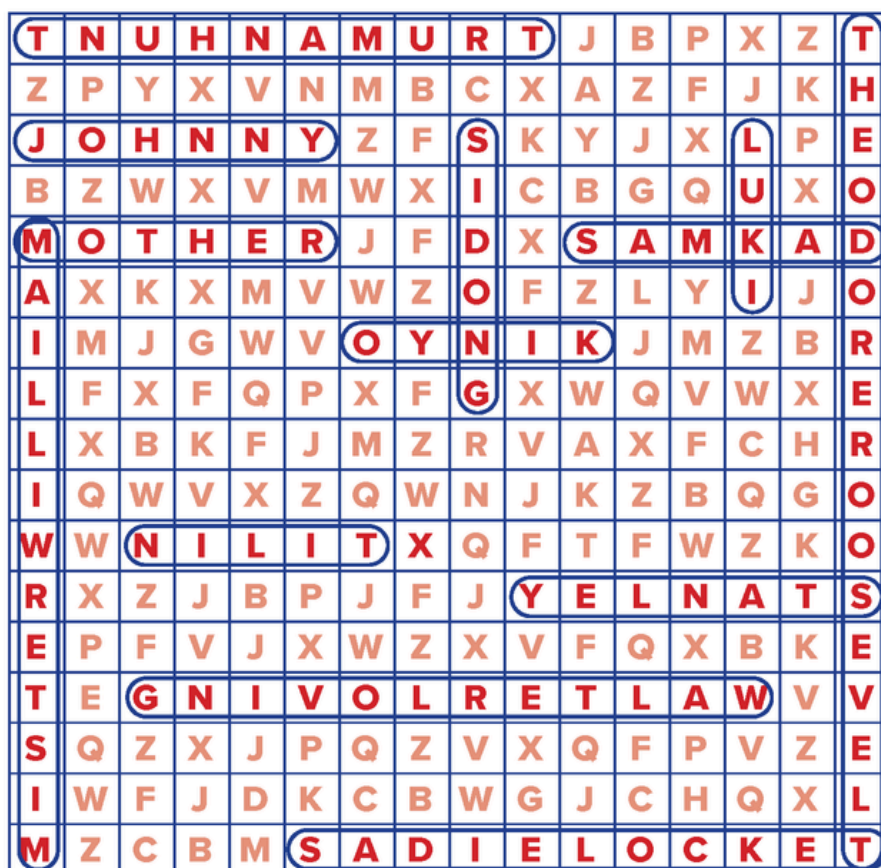 T N U H N A M U R T J B P X Z T
Z P Y X V N M B C X A Z F J K H
J O H N N Y Z F S K Y J X L P E
B Z W X V M W X I C B G Q U X O
M O T H E R J F D X S A M K A D
A X K X M V W Z O F Z L Y I J O
I M J G W V O Y N I K J M Z B R
L F X F Q P X F G X W Q V W X E
L X B K F J M Z R V A X F C H R
I Q W V X Z Q W N J K Z B Q G O
W W N I L I T X Q F T F W Z K O
R X Z J B P J F J Y E L N A T S
E P F V J X W Z X V F Q X B K E
T E G N I V O L R E T L A W V V
S Q Z X J P Q Z V X Q F P V Z E
I W F J D K C B W G J C H Q X L
M Z C B M S A D I E L O C K E T